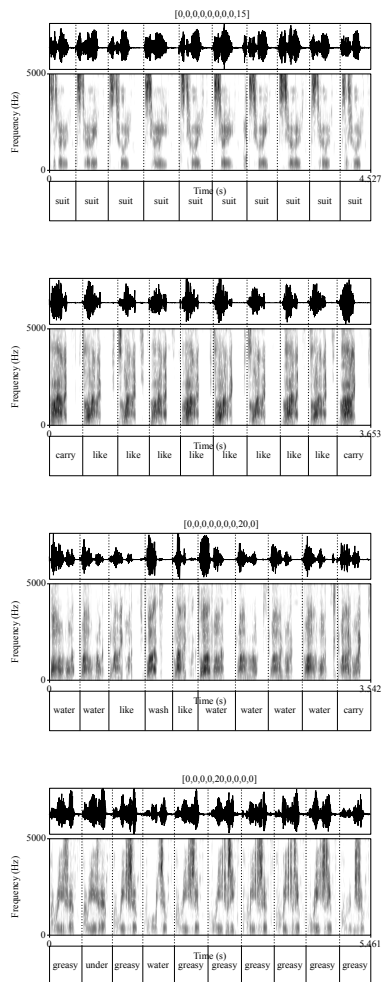 [0,0,0,0,0,0,0,0,15]
5000
Frequency (Hz)
0
0 4.527
Time (s)
suit suit suit suit suit suit suit suit suit suit
5000
Frequency (Hz)
0
0 3.653
Time (s)
carry like like like like like like like like carry
[0,0,0,0,0,0,0,20,0]
5000
Frequency (Hz)
0
0 3.542
Time (s)
water water like wash like water water water water carry
[0,0,0,0,20,0,0,0,0]
5000
Frequency (Hz)
0
0 5.461
Time (s)
greasy under greasy water greasy greasy greasy greasy greasy greasy